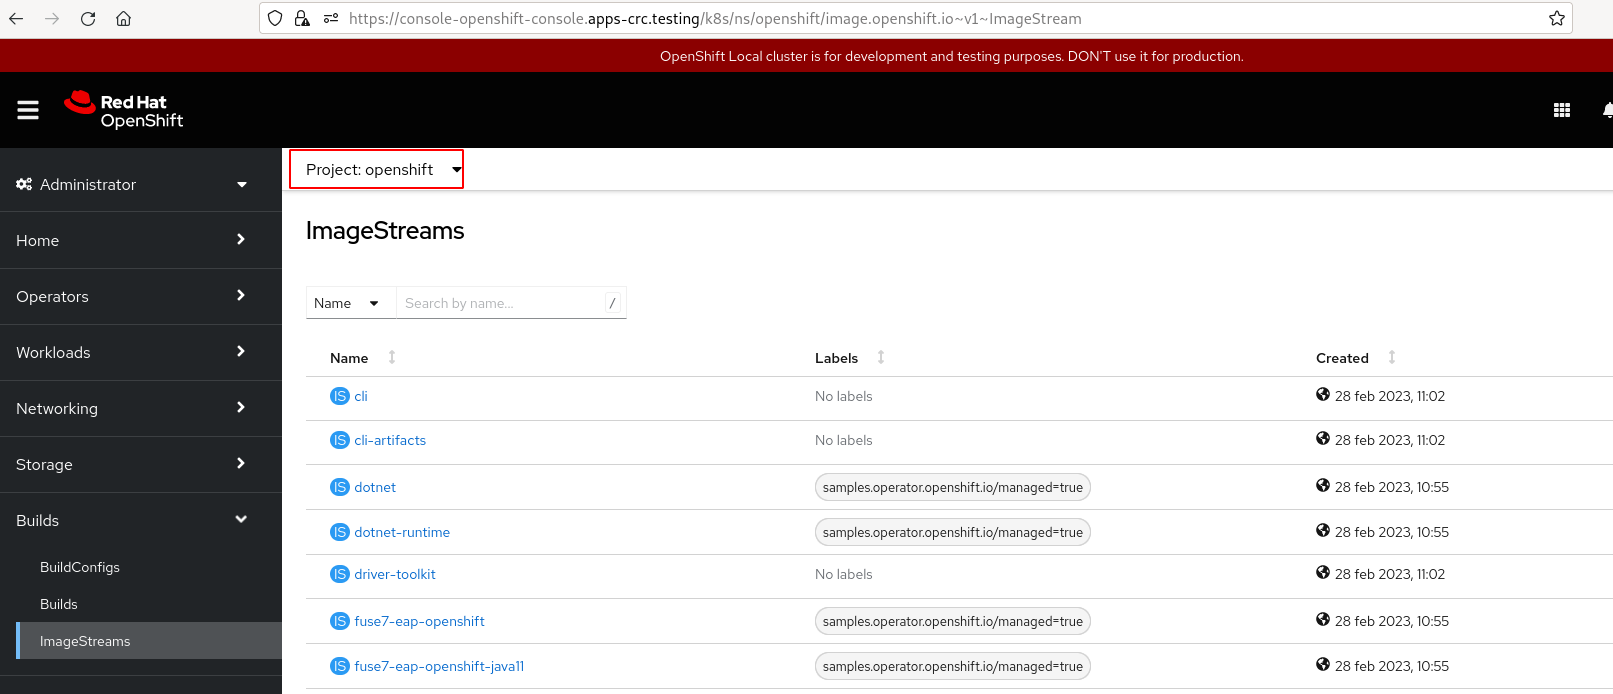 https://console-openshift-console.apps-crc.testing/k8s/ns/openshift/image.openshift.io~v1~ImageStream
OpenShift Local cluster is for development and testing purposes. DON'T use it for production.
Red Hat
OpenShift
Administrator
Home
Operators
Workloads
Networking
Storage
Builds
BuildConfigs
Builds
ImageStreams
Project: openshift
ImageStreams
Name Search by name... /
Name Labels Created
IS cli No labels 28 feb 2023, 11:02
IS cli-artifacts No labels 28 feb 2023, 11:02
IS dotnet samples.operator.openshift.io/managed=true 28 feb 2023, 10:55
IS dotnet-runtime samples.operator.openshift.io/managed=true 28 feb 2023, 10:55
IS driver-toolkit No labels 28 feb 2023, 11:02
IS fuse7-eap-openshift samples.operator.openshift.io/managed=true 28 feb 2023, 10:55
IS fuse7-eap-openshift-java11 samples.operator.openshift.io/managed=true 28 feb 2023, 10:55